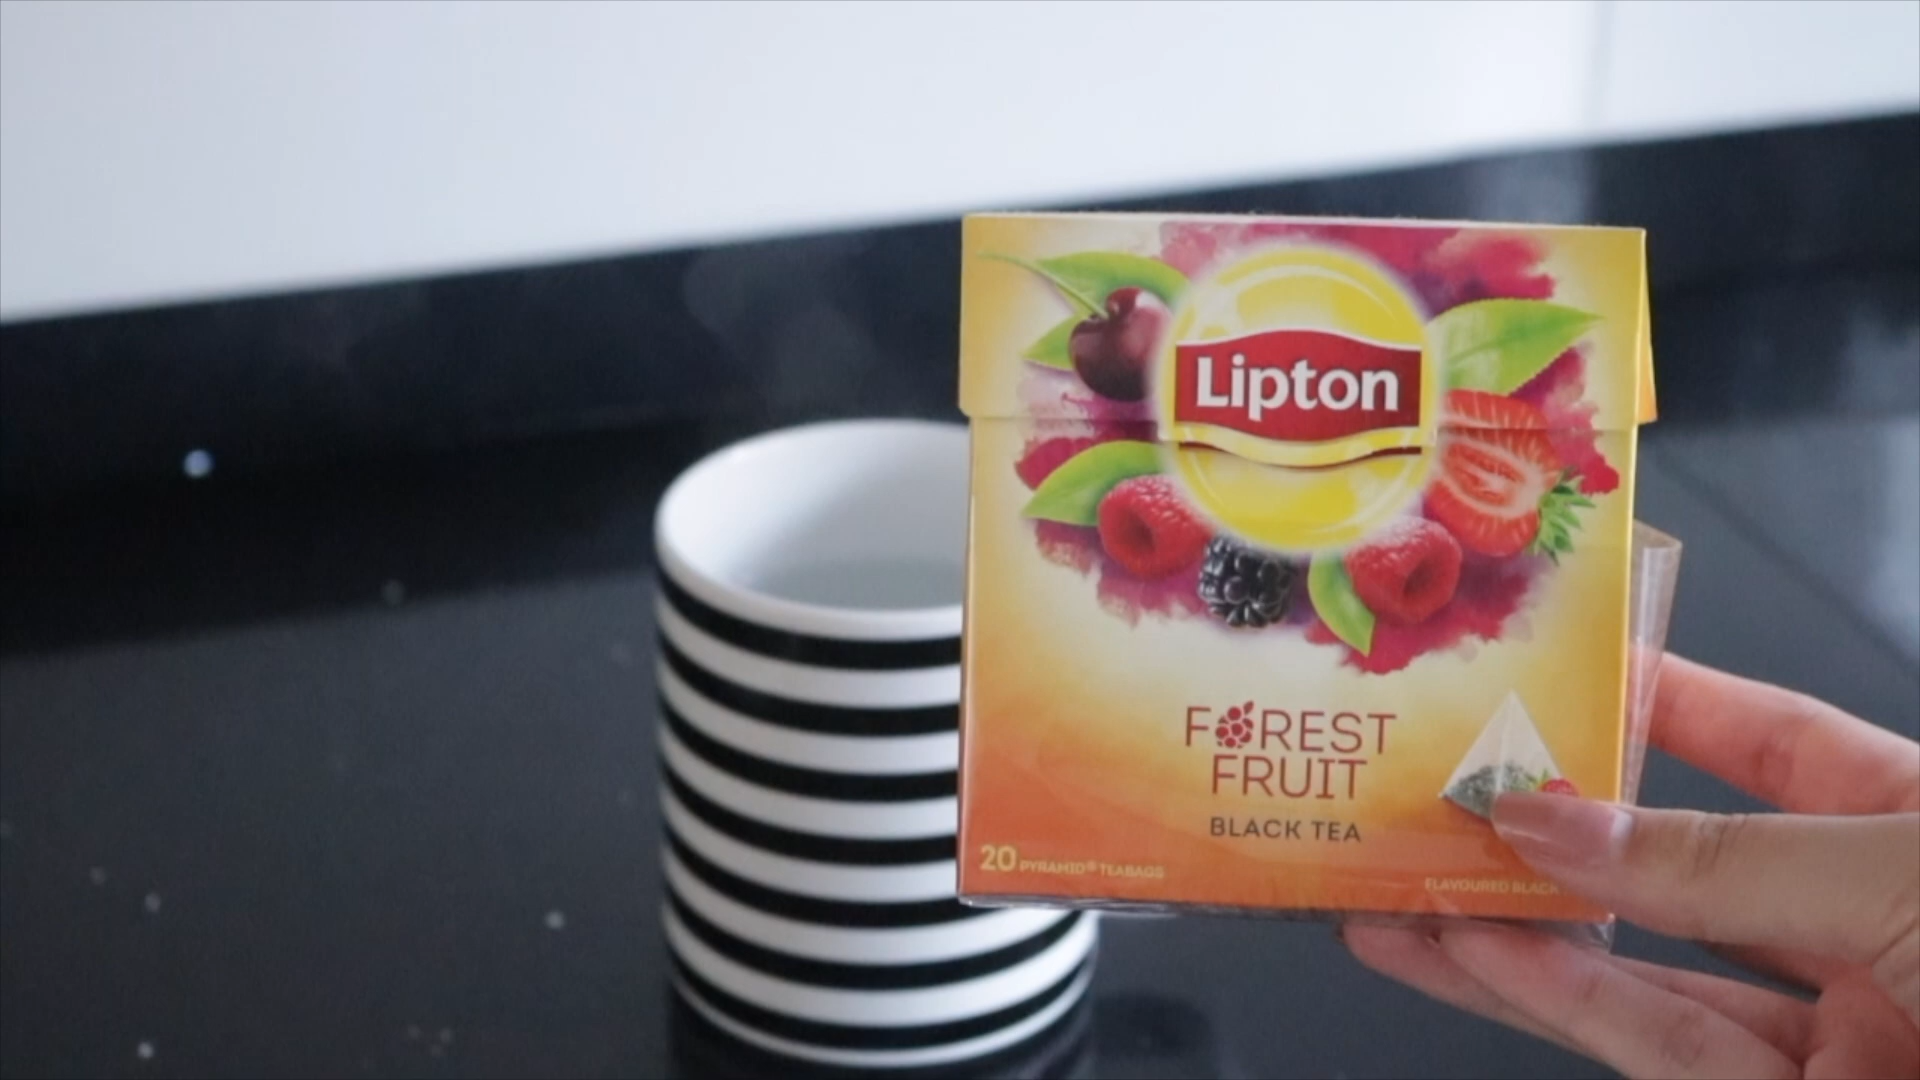 Lipton
FOREST
FRUIT
BLACK TEA
20 PYRAMID® TEABAGS
FLAVOURED BLACK